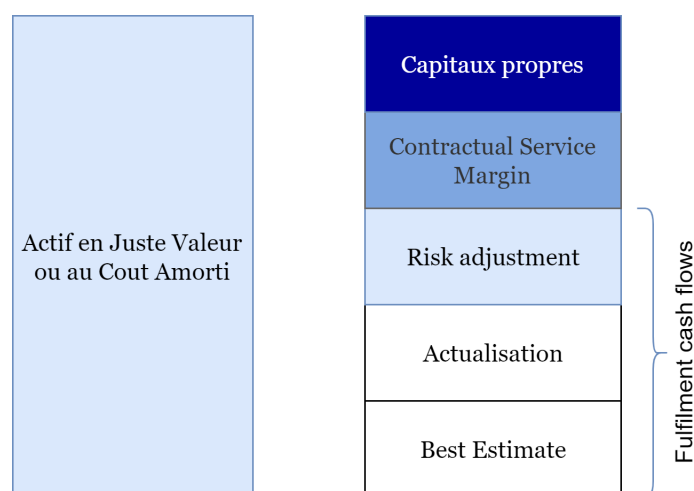 Actif en Juste Valeur
ou au Cout Amorti
Capitaux propres
Contractual Service
Margin
Risk adjustment
Actualisation
Best Estimate
Fulfilment cash flows